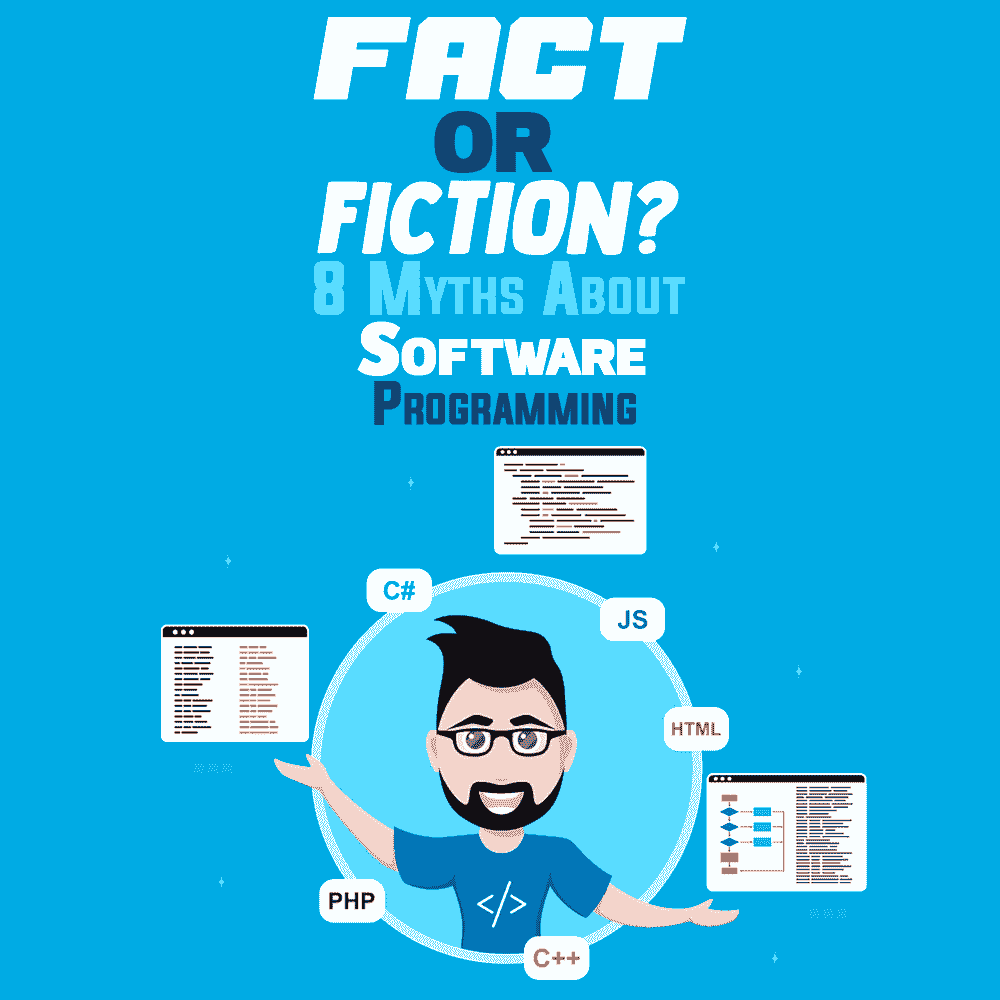 FACT
OR
FICTION?
8 MYTHS ABOUT
SOFTWARE
PROGRAMMING
C#
JS
HTML
PHP
</>
C++